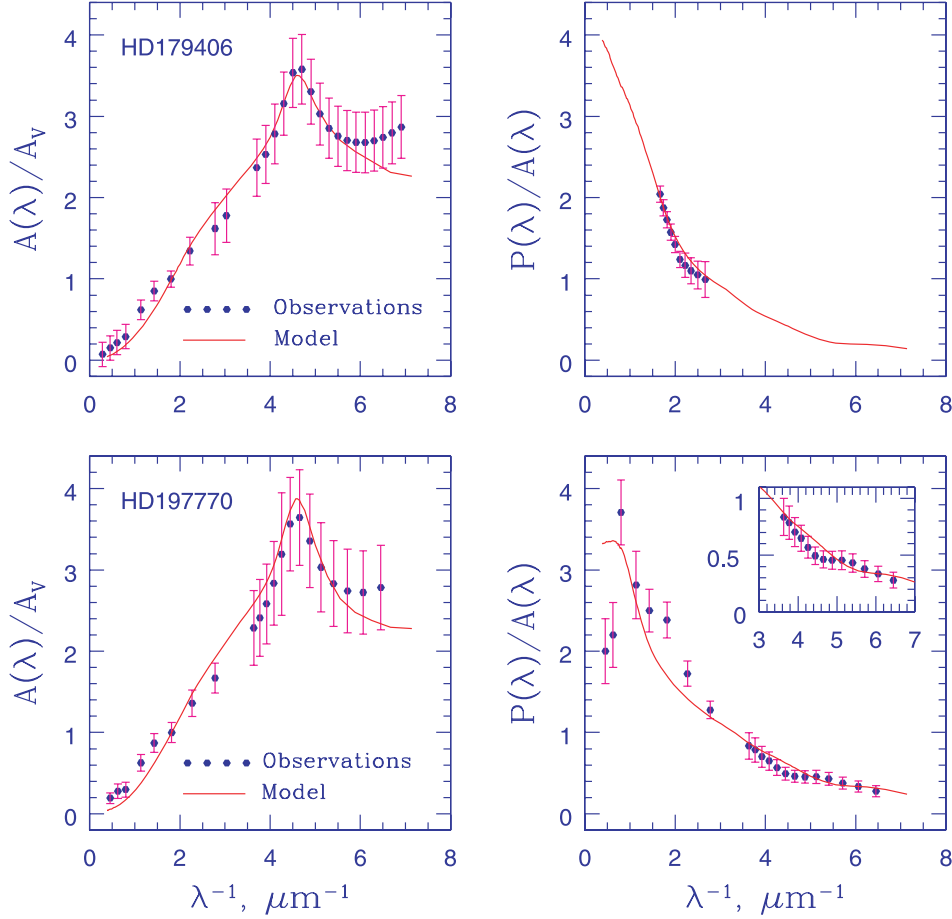 HD179406
A(λ)/A_V
4
3
2
1
0
Observations
Model
0 2 4 6 8
P(λ)/A(λ)
4
3
2
1
0
0 2 4 6 8
HD197770
A(λ)/A_V
4
3
2
1
0
Observations
Model
0 2 4 6 8
λ⁻¹, μm⁻¹
P(λ)/A(λ)
4
3
2
1
0
1
0.5
0
3 4 5 6 7
0 2 4 6 8
λ⁻¹, μm⁻¹